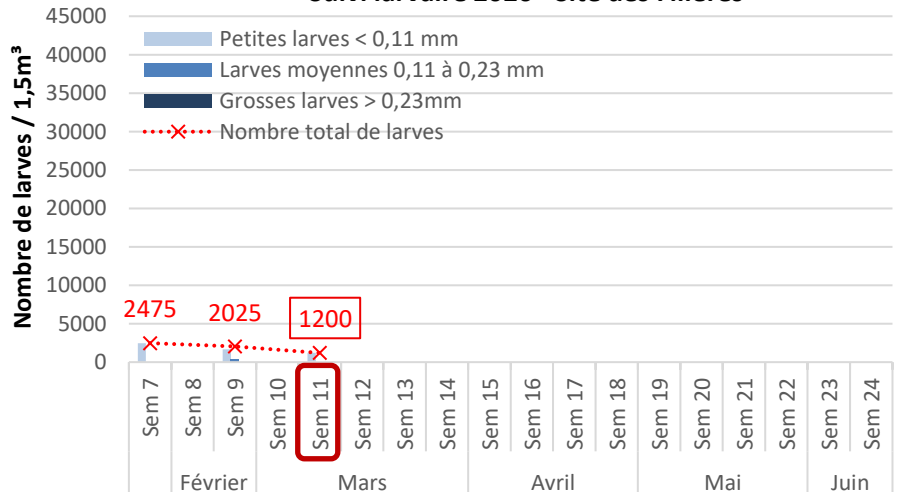 45000
40000
35000
30000
25000
20000
15000
10000
5000
0
Nombre de larves / 1,5m³
Petites larves < 0,11 mm
Larves moyennes 0,11 à 0,23 mm
Grosses larves > 0,23mm
Nombre total de larves
2475
2025
1200
Sem 7
Sem 8
Sem 9
Sem 10
Sem 11
Sem 12
Sem 13
Sem 14
Sem 15
Sem 16
Sem 17
Sem 18
Sem 19
Sem 20
Sem 21
Sem 22
Sem 23
Sem 24
Février
Mars
Avril
Mai
Juin